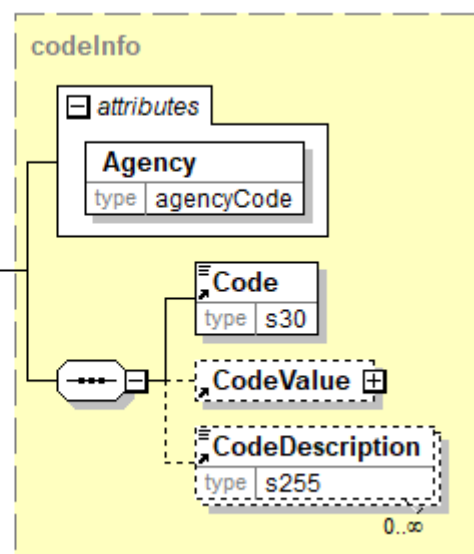 codeInfo
attributes
Agency
type agencyCode
Code
type s30
CodeValue
CodeDescription
type s255
0..∞